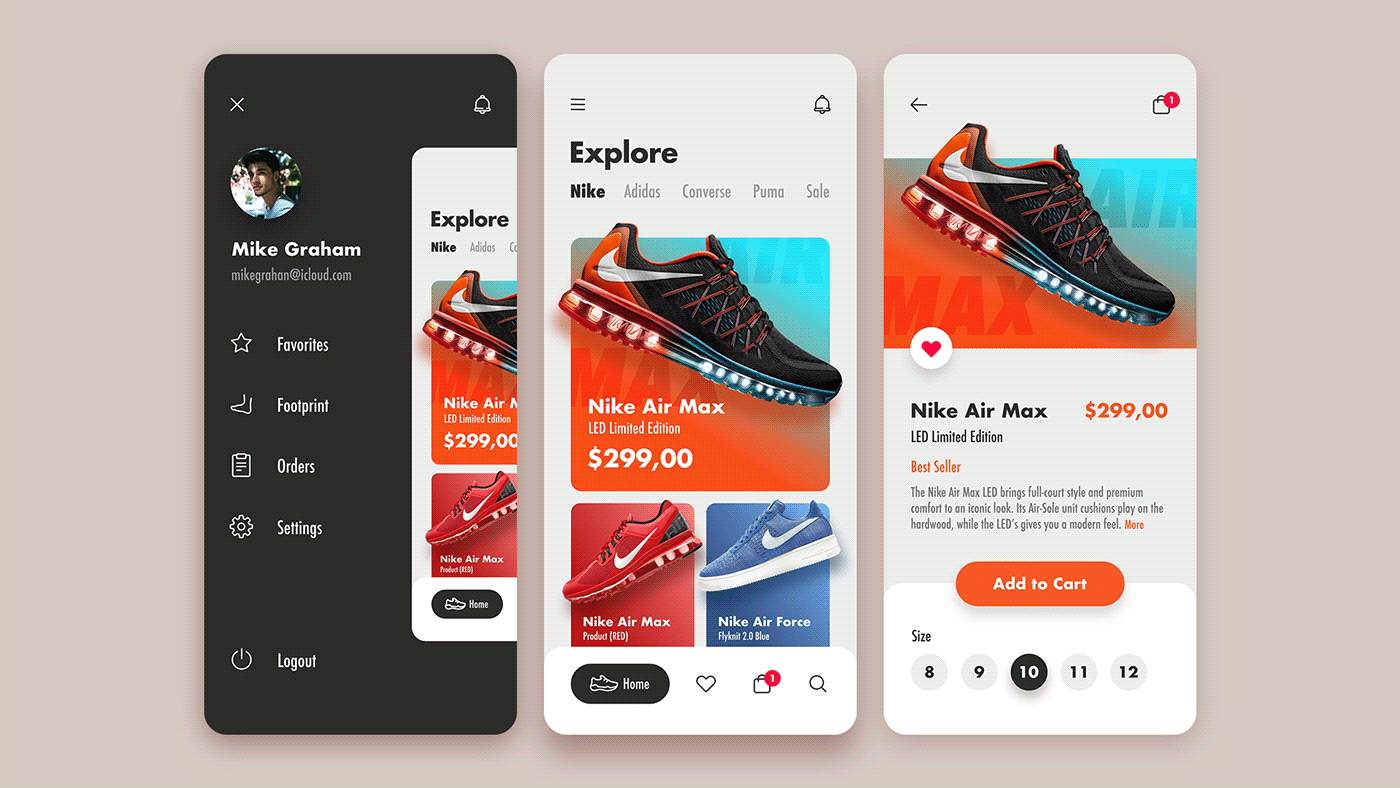 Mike Graham
mikegrahan@icloud.com
Favorites
Footprint
Orders
Settings
Logout
Explore
Nike Adidas
Nike Air
LED Limited Edition
$299,00
Nike Air Max
Product (RED)
Home
Explore
Nike Adidas Converse Puma Sale
AIR
MAX
Nike Air Max
LED Limited Edition
$299,00
Nike Air Max
Product (RED)
Nike Air Force
Flyknit 2.0 Blue
Home
1
1
AIR
MAX
Nike Air Max $299,00
LED Limited Edition
Best Seller
The Nike Air Max LED brings full-court style and premium
comfort to an iconic look. Its Air-Sole unit cushions play on the
hardwood, while the LED's gives you a modern feel. More
Add to Cart
Size
8 9 10 11 12